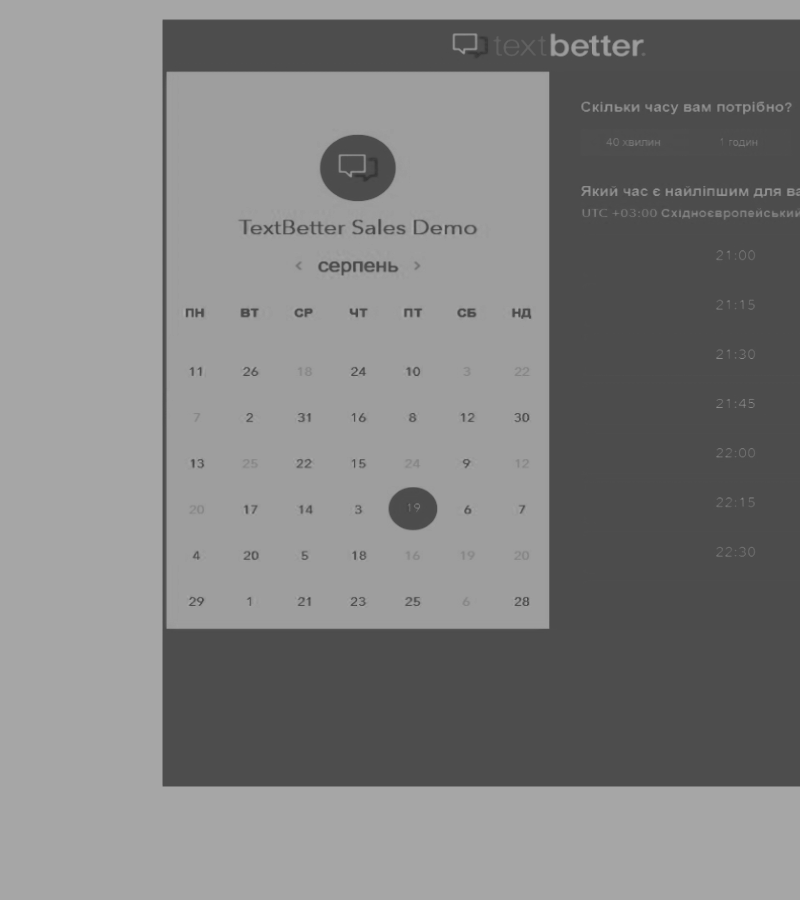 textbetter.
TextBetter Sales Demo
< серпень >
ПН ВТ СР ЧТ ПТ СБ НД
11 26 18 24 10 3 22
7 2 31 16 8 12 30
13 25 22 15 24 9 12
20 17 14 3 19 6 7
4 20 5 18 16 19 20
29 1 21 23 25 6 28
Скільки часу вам потрібно?
40 хвилин 1 годин
Який час є найліпшим для ва
UTC +03:00 Східноєвропейський
21:00
21:15
21:30
21:45
22:00
22:15
22:30